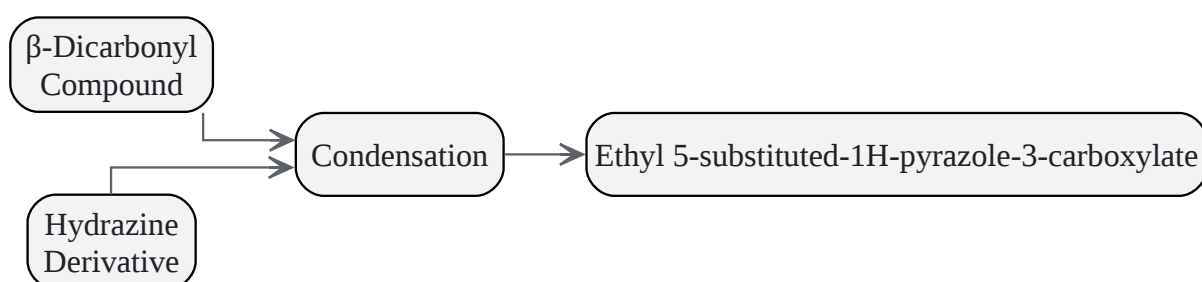 β-Dicarbonyl
Compound
Condensation
Ethyl 5-substituted-1H-pyrazole-3-carboxylate
Hydrazine
Derivative